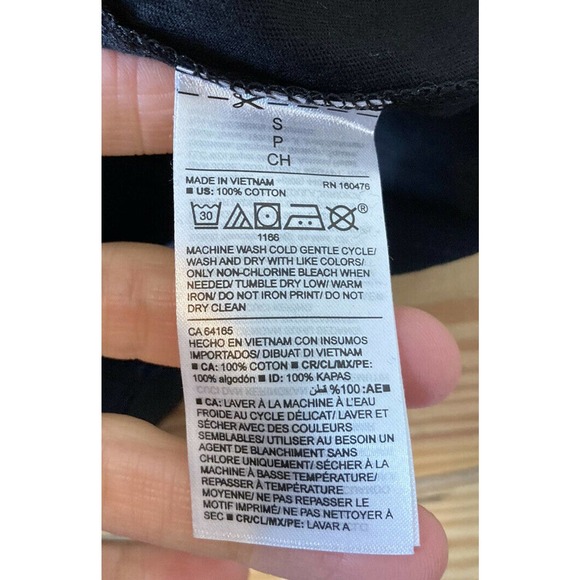 S
P
CH
MADE IN VIETNAM RN 160476
■ US: 100% COTTON
30 ®
1166
MACHINE WASH COLD GENTLE CYCLE/
WASH AND DRY WITH LIKE COLORS/
ONLY NON-CHLORINE BLEACH WHEN
NEEDED/ TUMBLE DRY LOW/ WARM
IRON/ DO NOT IRON PRINT/ DO NOT
DRY CLEAN
CA 64165
HECHO EN VIETNAM CON INSUMOS
IMPORTADOS/ DIBUAT DI VIETNAM
■ CA: 100% COTON ■ CR/CL/MX/PE:
100% algodón ■ ID: 100% KAPAS
قطن %100 :AE ■
■ CA: LAVER À LA MACHINE À L'EAU
FROIDE AU CYCLE DÉLICAT/ LAVER ET
SÉCHER AVEC DES COULEURS
SEMBLABLES/ UTILISER AU BESOIN UN
AGENT DE BLANCHIMENT SANS
CHLORE UNIQUEMENT/ SÉCHER À LA
MACHINE À BASSE TEMPÉRATURE/
REPASSER À TEMPÉRATURE
MOYENNE/ NE PAS REPASSER LE
MOTIF IMPRIMÉ/ NE PAS NETTOYER À
SEC ■ CR/CL/MX/PE: LAVAR A